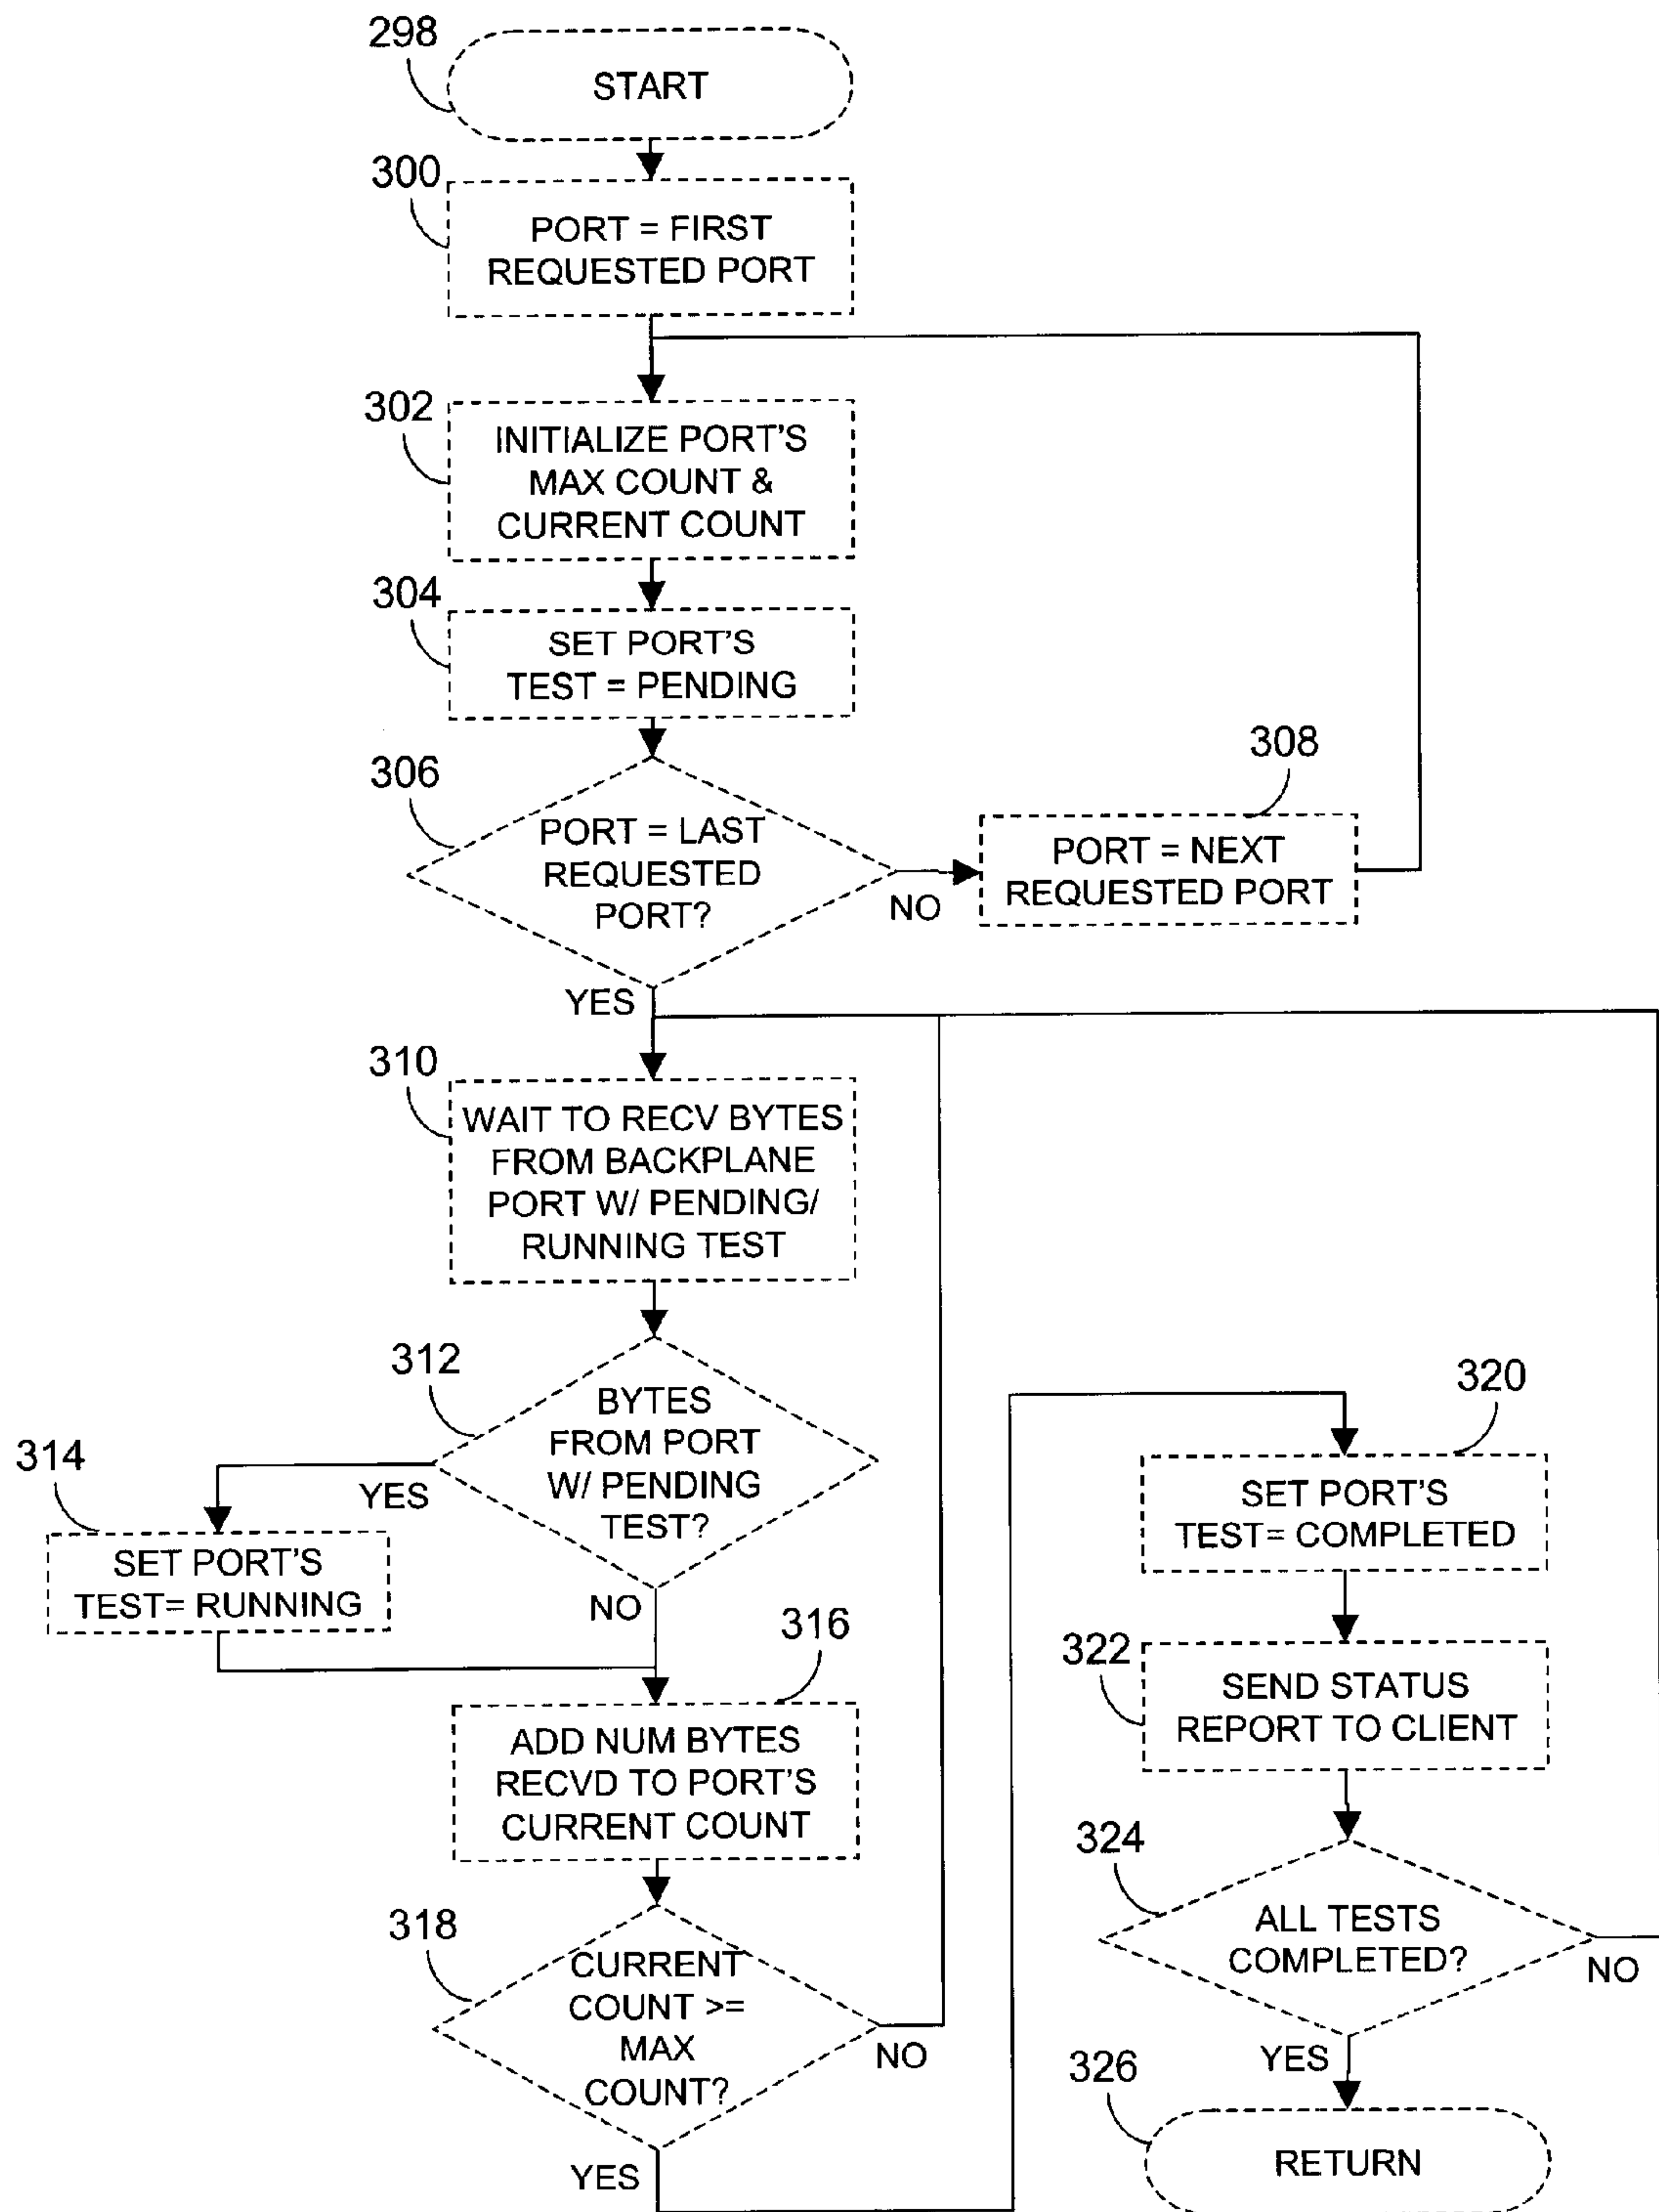 298
START
300
PORT = FIRST
REQUESTED PORT
302
INITIALIZE PORT'S
MAX COUNT &
CURRENT COUNT
304
SET PORT'S
TEST = PENDING
306
PORT = LAST
REQUESTED
PORT?
NO
308
PORT = NEXT
REQUESTED PORT
YES
310
WAIT TO RECV BYTES
FROM BACKPLANE
PORT W/ PENDING/
RUNNING TEST
312
BYTES
FROM PORT
W/ PENDING
TEST?
YES
314
SET PORT'S
TEST= RUNNING
NO
316
ADD NUM BYTES
RECVD TO PORT'S
CURRENT COUNT
318
CURRENT
COUNT >=
MAX
COUNT?
NO
YES
320
SET PORT'S
TEST= COMPLETED
322
SEND STATUS
REPORT TO CLIENT
324
ALL TESTS
COMPLETED?
NO
YES
326
RETURN